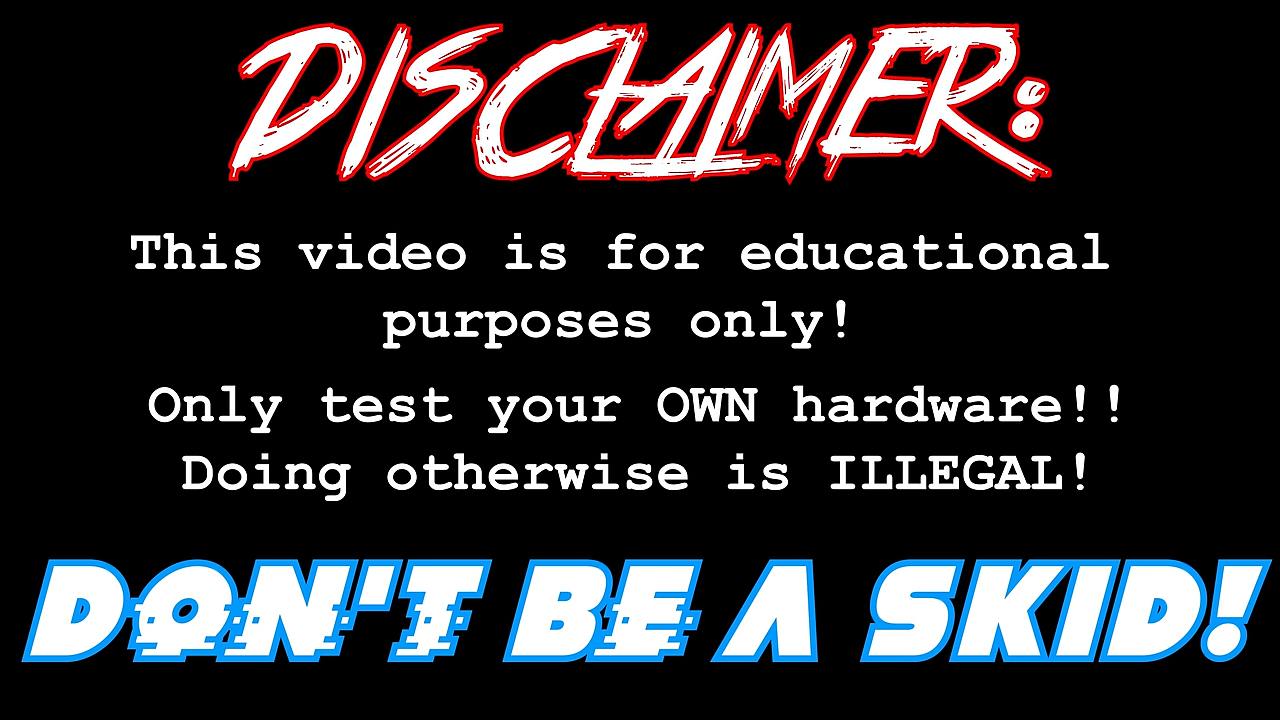 DISCLAIMER:
This video is for educational
purposes only!
Only test your OWN hardware!!
Doing otherwise is ILLEGAL!
DON'T BE A SKID!